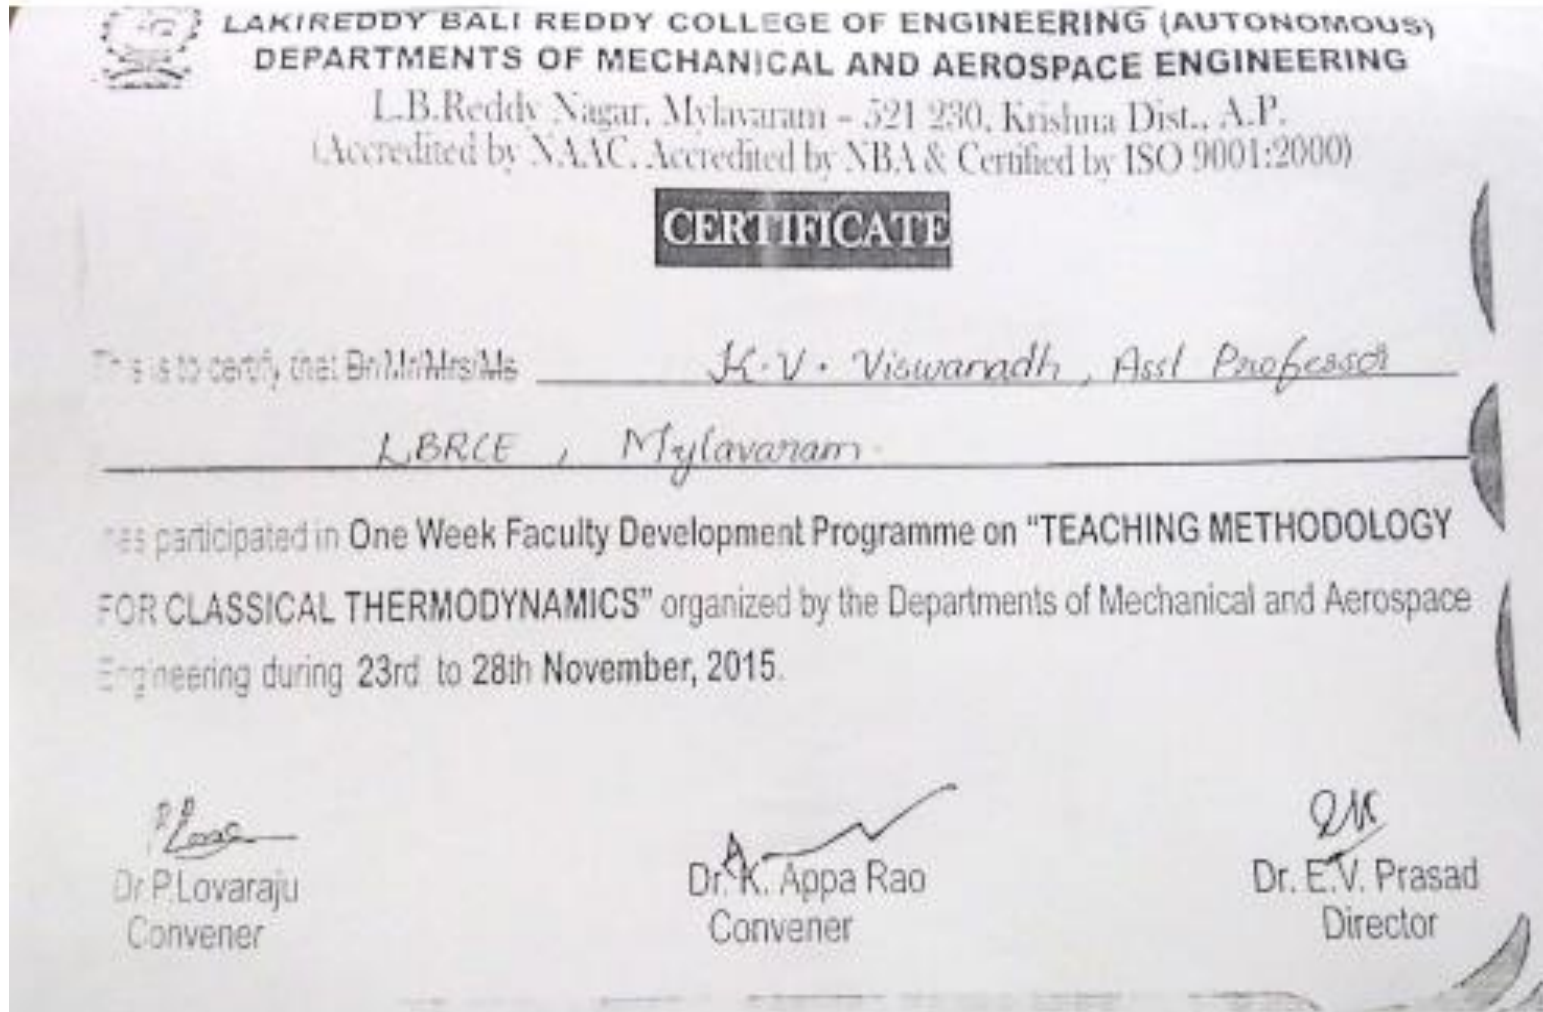 LAKIREDDY BALI REDDY COLLEGE OF ENGINEERING (AUTONOMOUS)
DEPARTMENTS OF MECHANICAL AND AEROSPACE ENGINEERING
L.B.Reddy Nagar, Mylavaram - 521 230, Krishna Dist., A.P.
(Accredited by NAAC, Accredited by NBA & Certified by ISO 9001:2000)
CERTIFICATE
This is to certify that Dr/Mr/Mrs/Ms K.V. Viswanadh, Asst Professor
LBRCE, Mylavaram.
has participated in One Week Faculty Development Programme on "TEACHING METHODOLOGY
FOR CLASSICAL THERMODYNAMICS" organized by the Departments of Mechanical and Aerospace
Engineering during 23rd to 28th November, 2015.
Dr.P.Lovaraju Dr. K. Appa Rao Dr. E.V. Prasad
Convener Convener Director